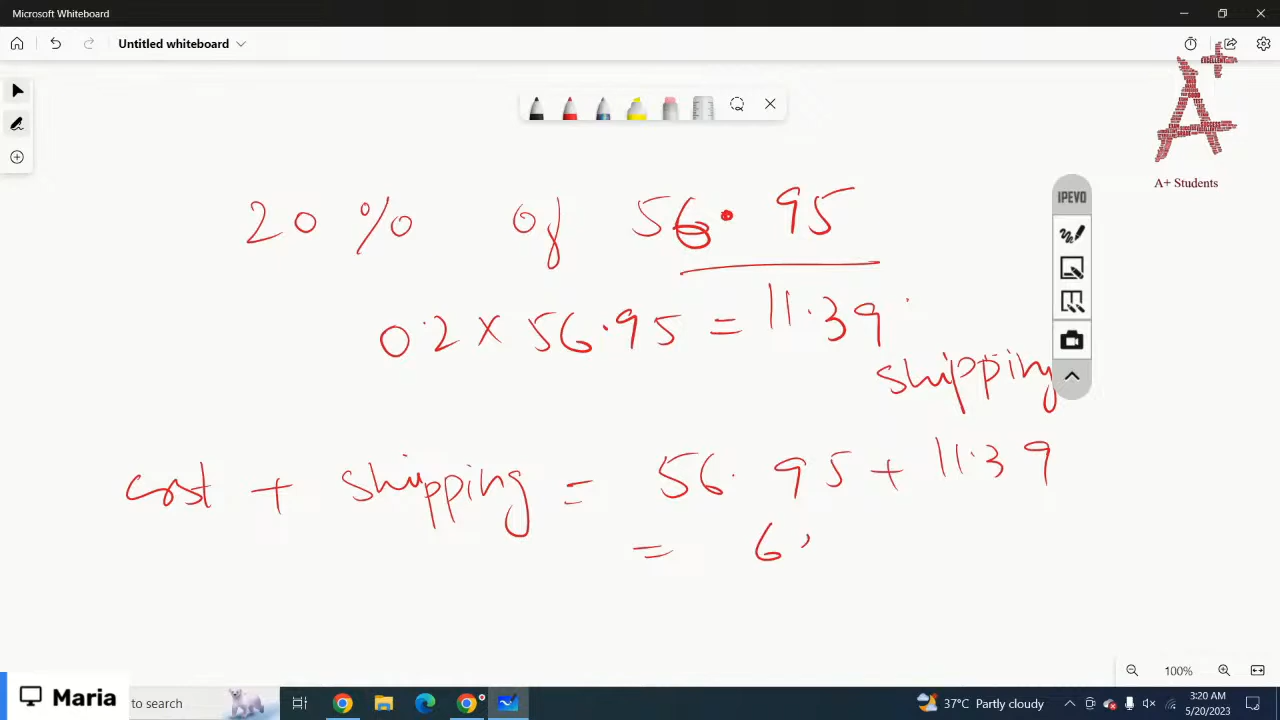 Microsoft Whiteboard
Untitled whiteboard
A+ Students
IPEVO
20 % of 56.95
0.2 x 56.95 = 11.39
shipping
cost + shipping = 56.95 + 11.39
= 6
100%
Maria
to search
37°C Partly cloudy
3:20 AM
5/20/2023